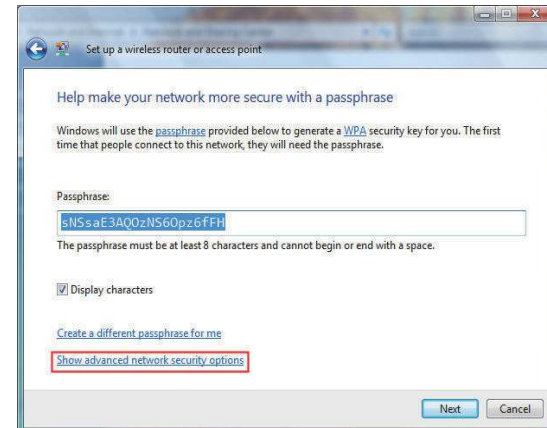 Set up a wireless router or access point
Help make your network more secure with a passphrase
Windows will use the passphrase provided below to generate a WPA security key for you. The first
time that people connect to this network, they will need the passphrase.
Passphrase:
sNSsaE3AQOzNS6Opz6fFH
The passphrase must be at least 8 characters and cannot begin or end with a space.
Display characters
Create a different passphrase for me
Show advanced network security options
Next Cancel